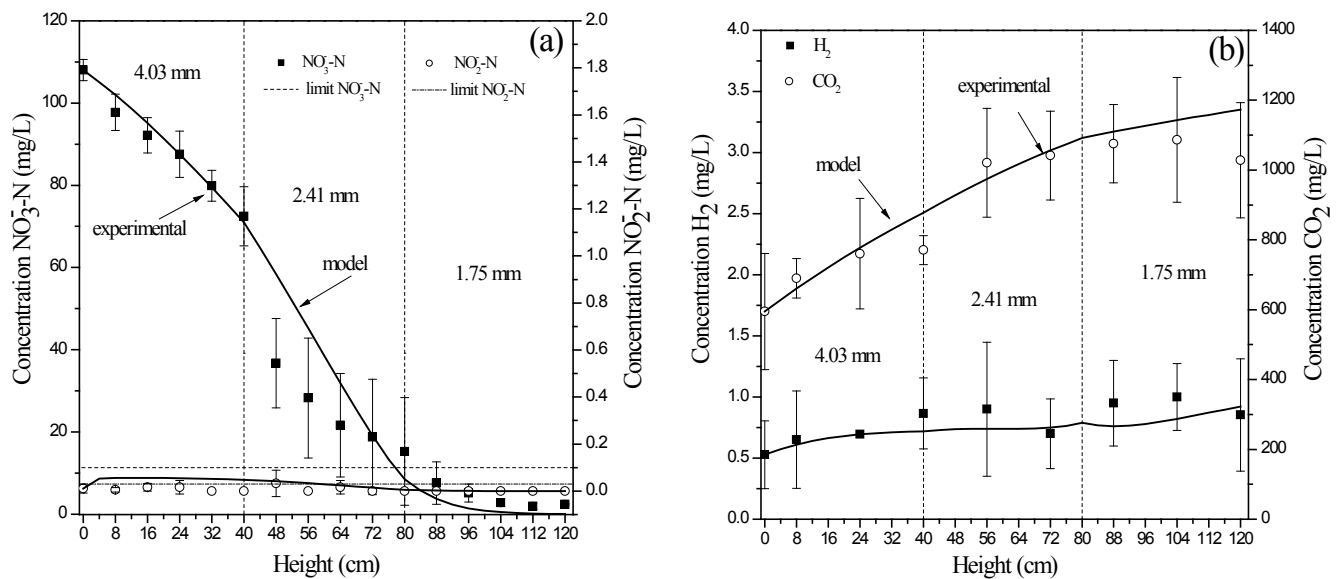 (a)
Concentration NO₃⁻-N (mg/L)
120
100
80
60
40
20
0
■ NO₃⁻-N ○ NO₂⁻-N
limit NO₃⁻-N limit NO₂⁻-N
4.03 mm
2.41 mm
1.75 mm
experimental
model
2.0
1.8
1.6
1.4
1.2
1.0
0.8
0.6
0.4
0.2
0.0
Concentration NO₂⁻-N (mg/L)
0 8 16 24 32 40 48 56 64 72 80 88 96 104 112 120
Height (cm)
(b)
Concentration H₂ (mg/L)
4.0
3.5
3.0
2.5
2.0
1.5
1.0
0.5
0.0
■ H₂
○ CO₂
experimental
model
1.75 mm
2.41 mm
4.03 mm
1400
1200
1000
800
600
400
300
200
100
0
Concentration CO₂ (mg/L)
0 8 16 24 32 40 48 56 64 72 80 88 96 104 112 120
Height (cm)